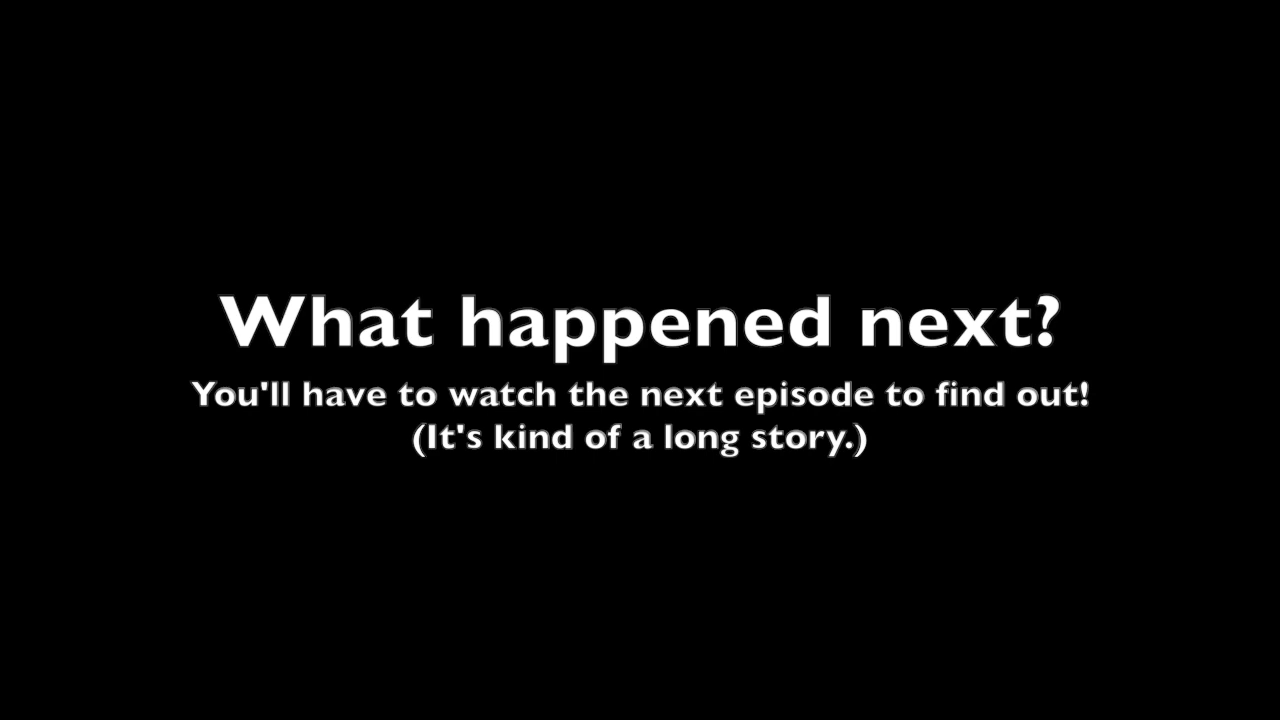 What happened next?
You'll have to watch the next episode to find out!
(It's kind of a long story.)